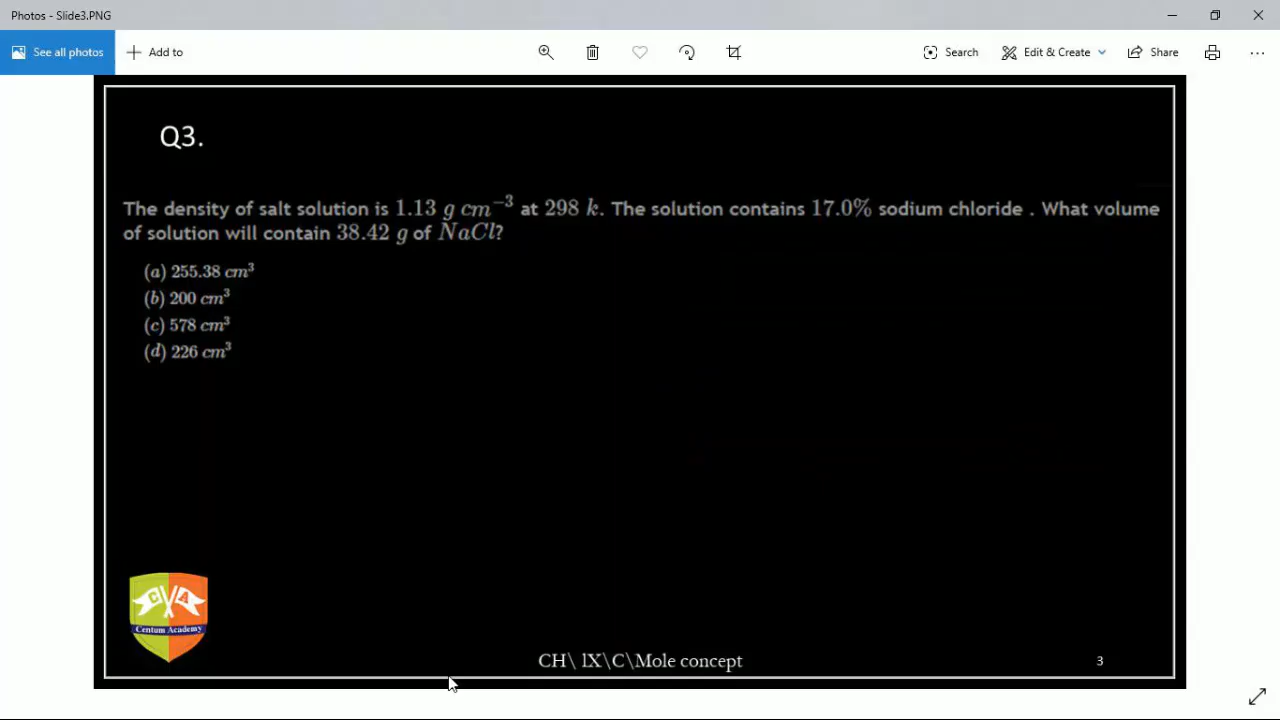 Photos - Slide3.PNG
See all photos
Add to
Search
Edit & Create
Share
Q3.
The density of salt solution is 1.13 g cm⁻³ at 298 k. The solution contains 17.0% sodium chloride . What volume
of solution will contain 38.42 g of NaCl?
(a) 255.38 cm³
(b) 200 cm³
(c) 578 cm³
(d) 226 cm³
C A
Centum Academy
CH\ lX\C\Mole concept
3